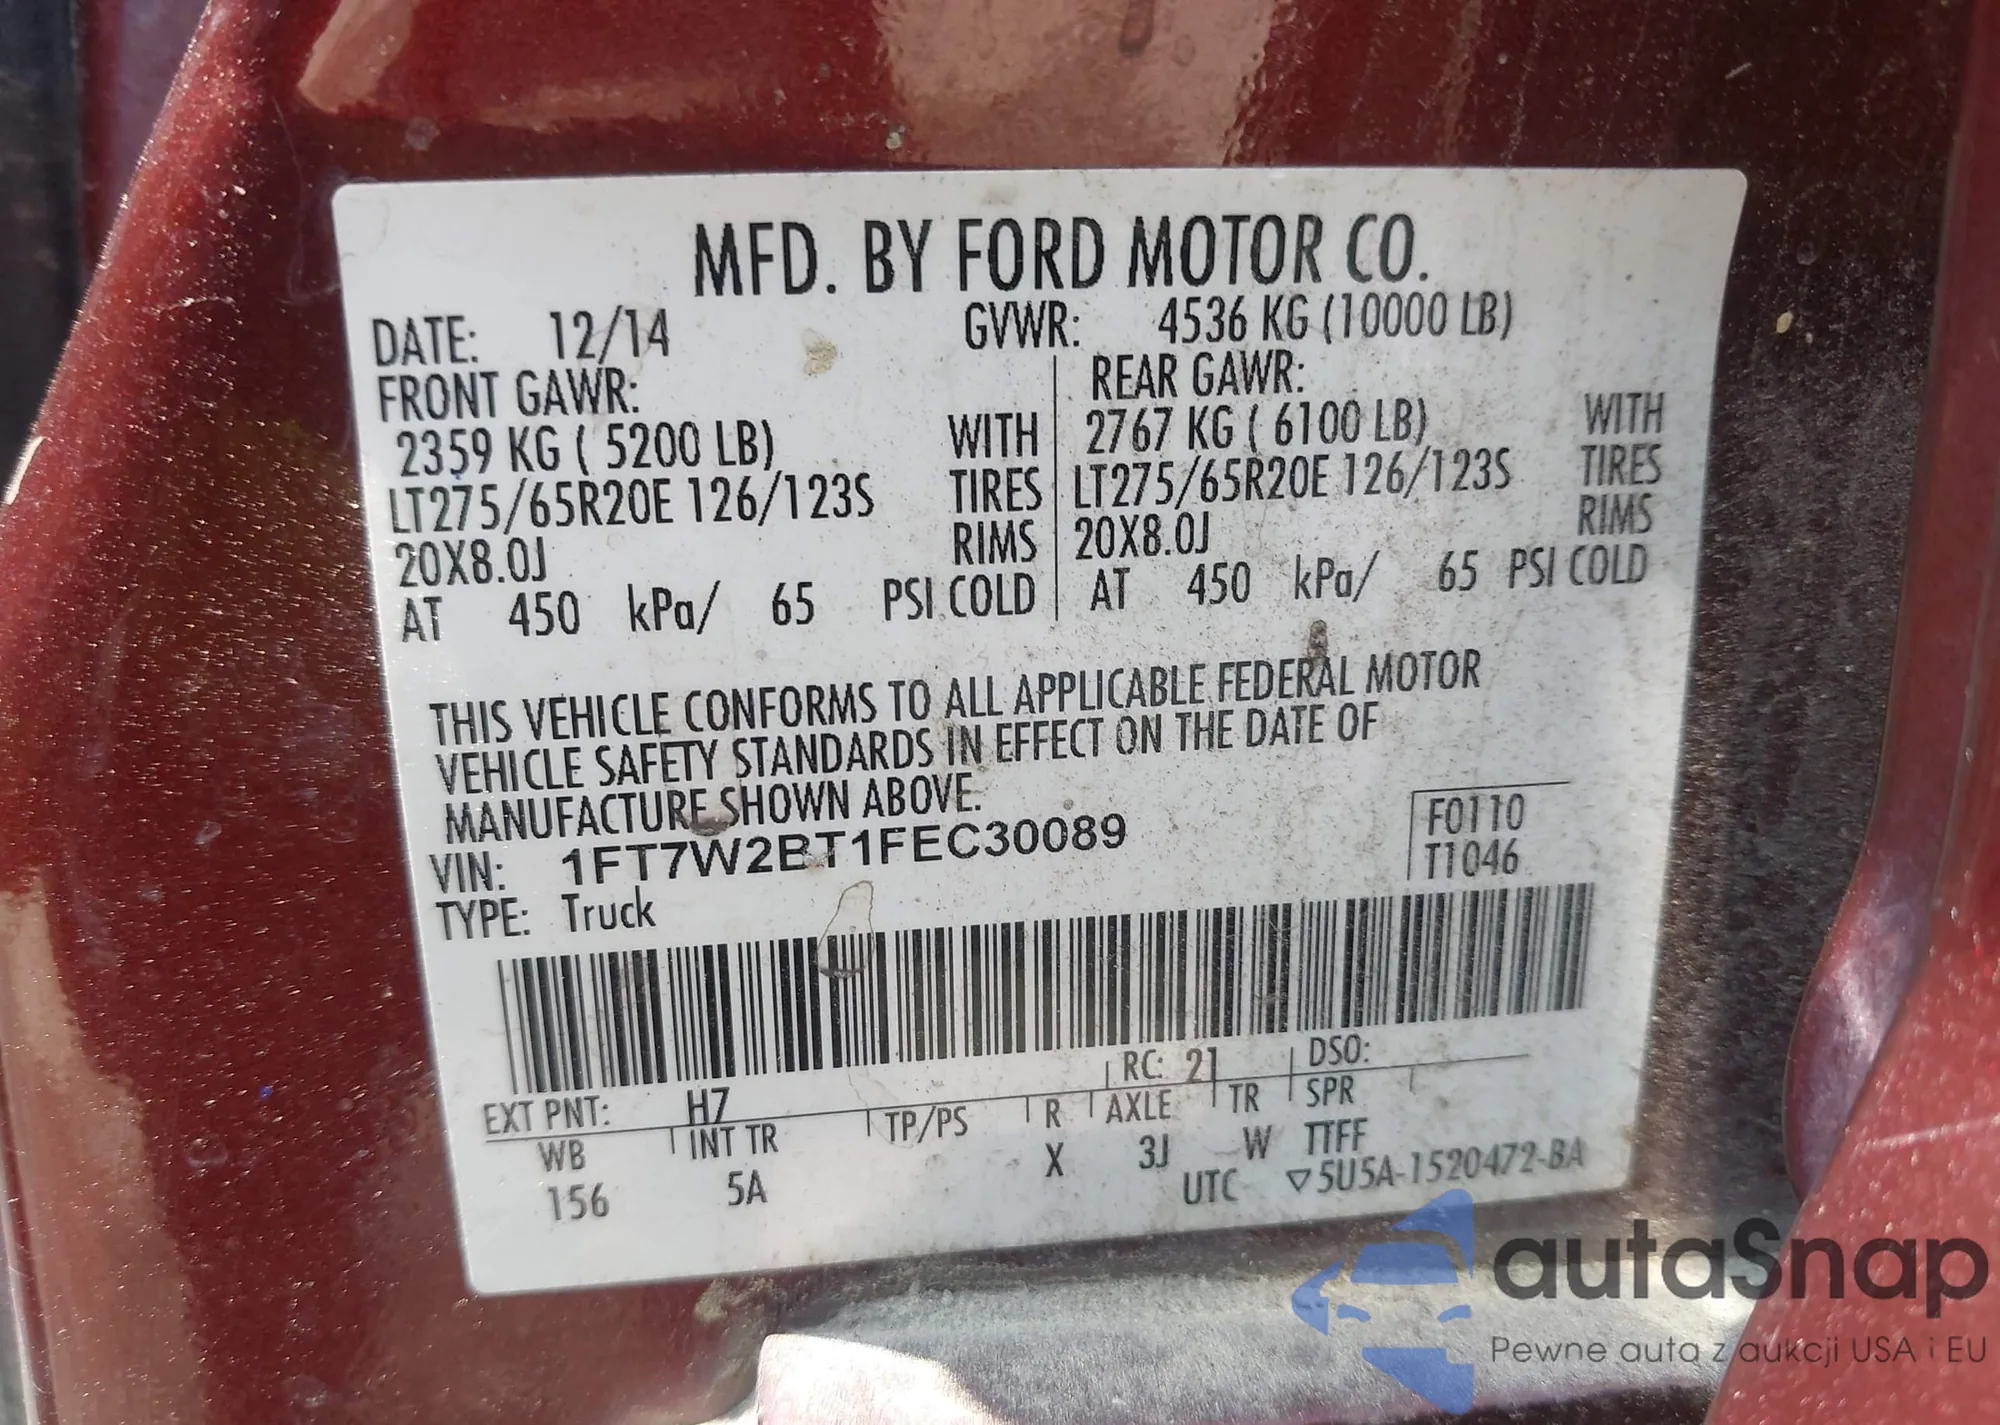 MFD. BY FORD MOTOR CO.
DATE: 12/14 GVWR: 4536 KG (10000 LB)
FRONT GAWR: REAR GAWR:
2359 KG ( 5200 LB) WITH 2767 KG ( 6100 LB) WITH
LT275/65R20E 126/123S TIRES LT275/65R20E 126/123S TIRES
20X8.0J RIMS 20X8.0J RIMS
AT 450 kPa/ 65 PSI COLD AT 450 kPa/ 65 PSI COLD
THIS VEHICLE CONFORMS TO ALL APPLICABLE FEDERAL MOTOR
VEHICLE SAFETY STANDARDS IN EFFECT ON THE DATE OF
MANUFACTURE SHOWN ABOVE.
VIN: 1FT7W2BT1FEC30089 F0110
TYPE: Truck T1046
EXT PNT: H7 RC: 21 DSO:
WB INT TR TP/PS R AXLE TR SPR
156 5A X 3J W TTFF
UTC ▽5U5A-1520472-BA
autaSnap
Pewne auta z aukcji USA i EU